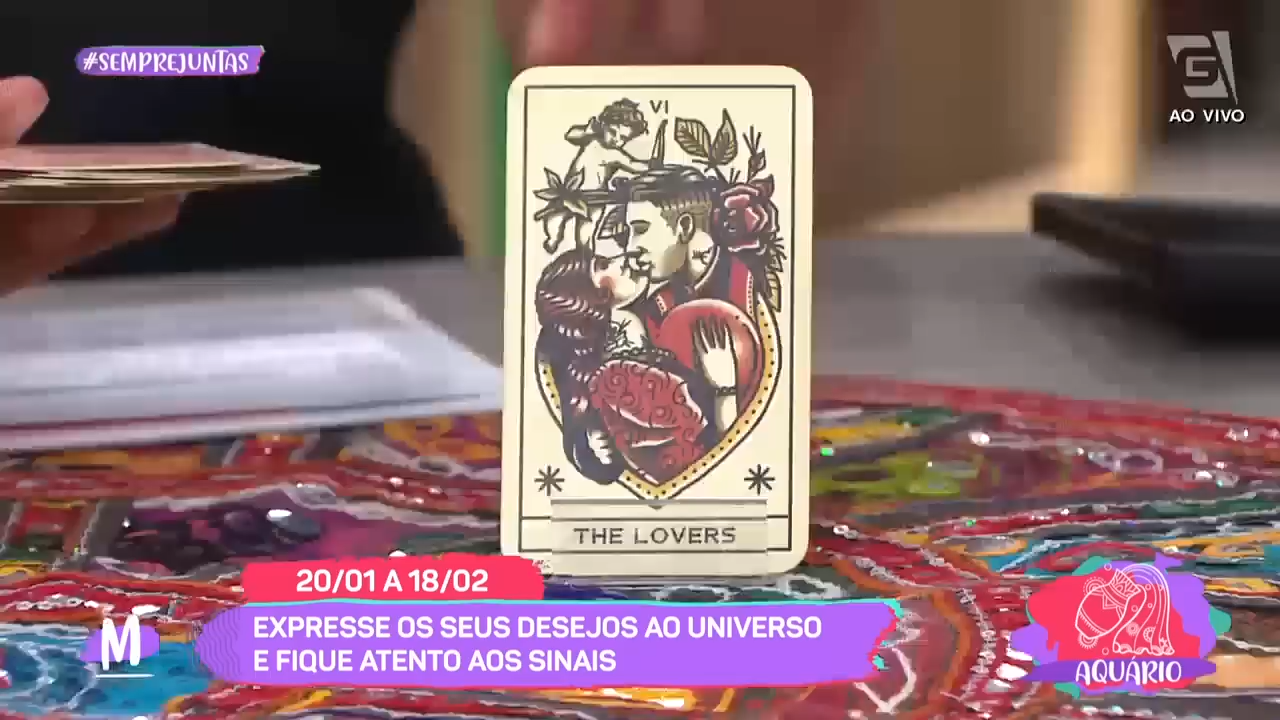 #SEMPREJUNTAS
G
AO VIVO
VI
THE LOVERS
20/01 A 18/02
M
EXPRESSE OS SEUS DESEJOS AO UNIVERSO
E FIQUE ATENTO AOS SINAIS
AQUÁRIO